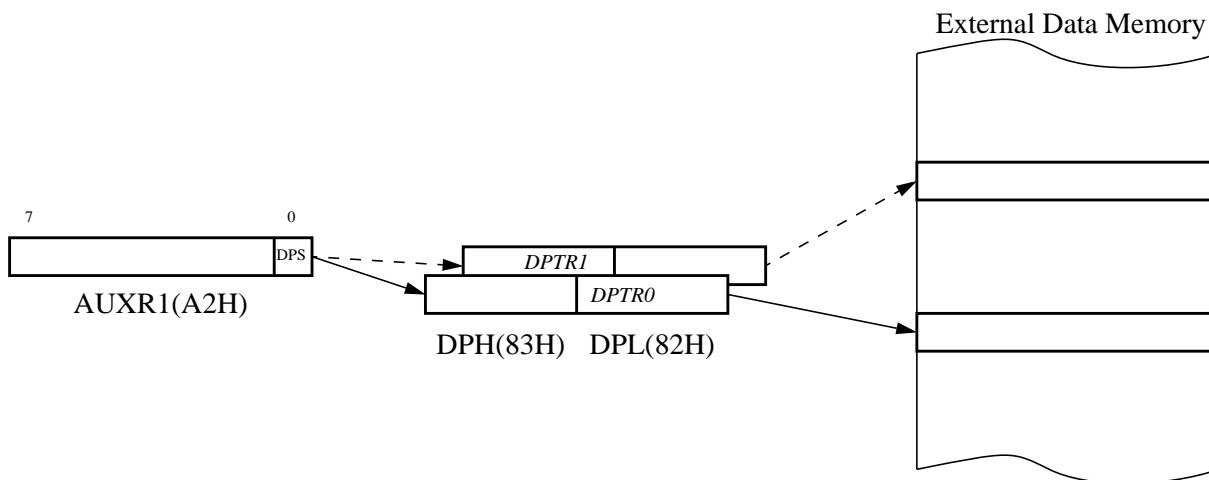 External Data Memory
7 0
DPS
DPTR1
AUXR1(A2H)
DPTR0
DPH(83H) DPL(82H)